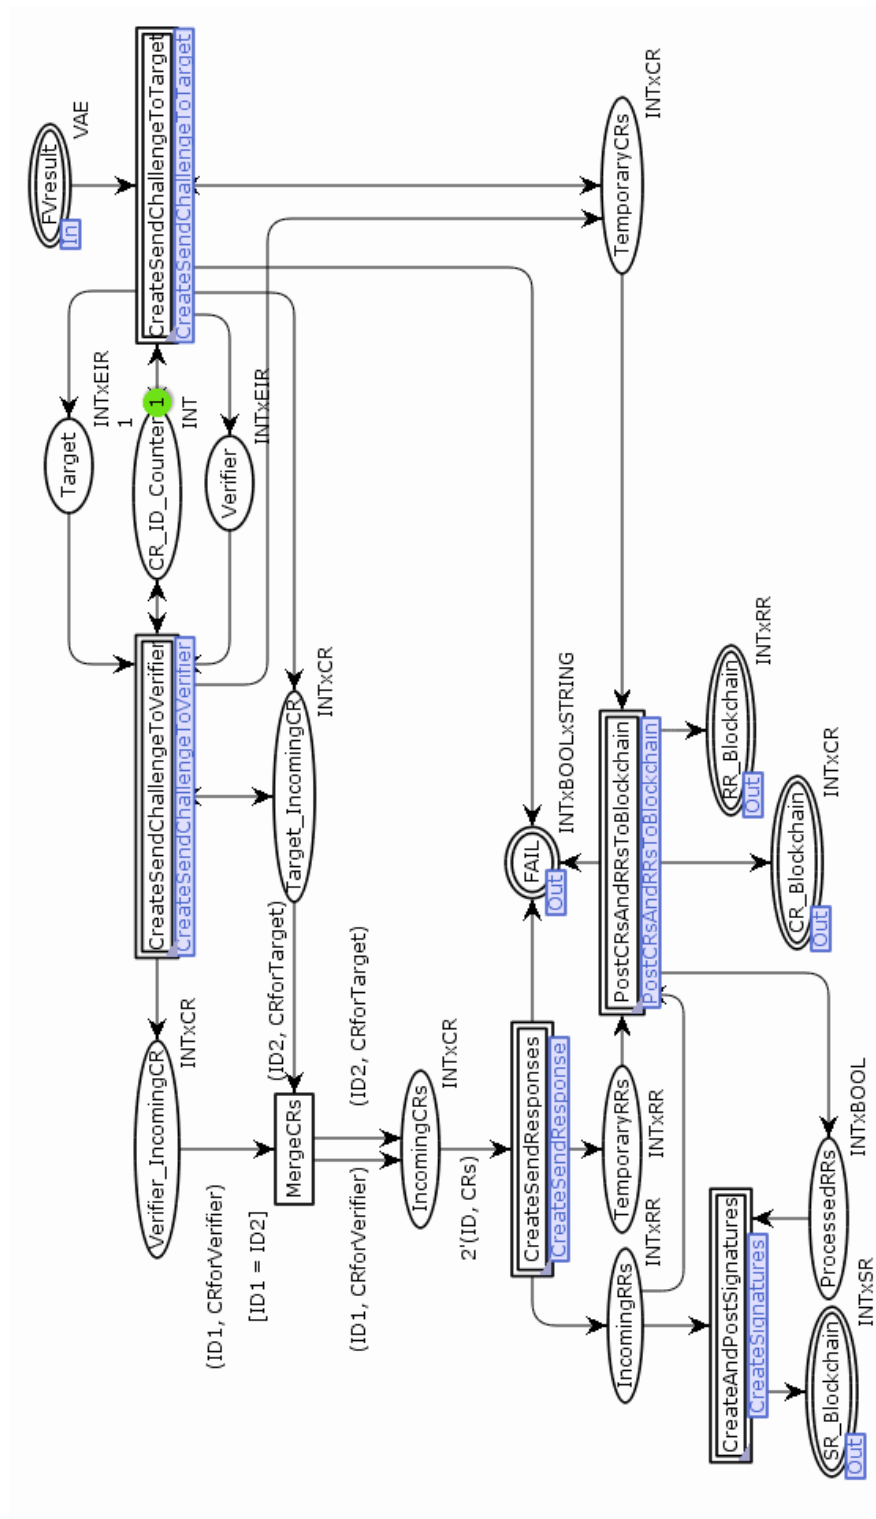 FVresult
In
VAE
CreateSendChallengeToTarget
CreateSendChallengeToTarget
Target
INTxEIR
1
CR_ID_Counter
1
INT
Verifier
INTxEIR
TemporaryCRs
INTxCR
CreateSendChallengeToVerifier
CreateSendChallengeToVerifier
Target_IncomingCR
INTxCR
Verifier_IncomingCR
INTxCR
(ID2, CRforTarget)
(ID1, CRforVerifier)
MergeCRs
[ID1 = ID2]
(ID2, CRforTarget)
(ID1, CRforVerifier)
IncomingCRs
INTxCR
2'(ID, CRs)
CreateSendResponses
CreateSendResponse
FAIL
Out
INTxBOOLxSTRING
PostCRsAndRRsToBlockchain
PostCRsAndRRsToBlockchain
RR_Blockchain
Out
INTxRR
CR_Blockchain
Out
INTxCR
TemporaryRRs
INTxRR
IncomingRRs
INTxRR
CreateAndPostSignatures
CreateSignatures
ProcessedRRs
INTxBOOL
SR_Blockchain
Out
INTxSR